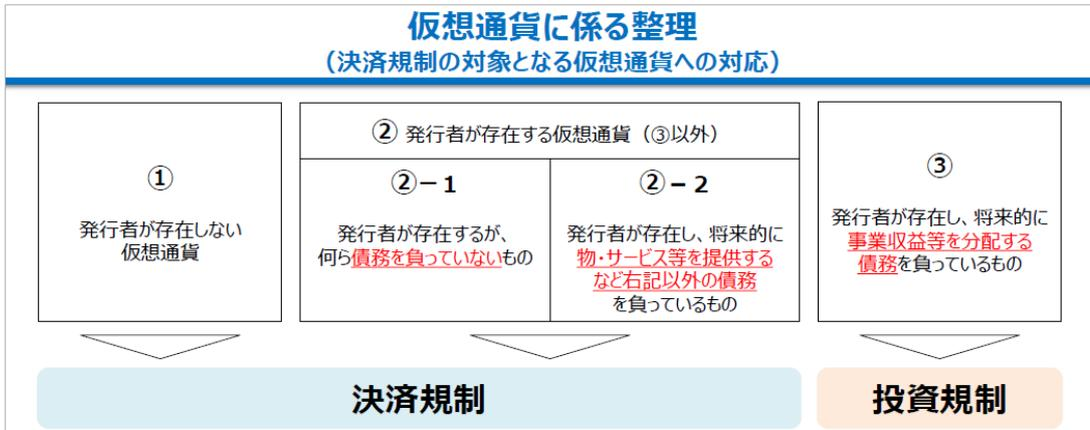 仮想通貨に係る整理
（決済規制の対象となる仮想通貨への対応）
①
発行者が存在しない
仮想通貨
② 発行者が存在する仮想通貨（③以外）
②－1
発行者が存在するが、
何ら債務を負っていないもの
②－2
発行者が存在し、将来的に
物・サービス等を提供する
など右記以外の債務
を負っているもの
③
発行者が存在し、将来的に
事業収益等を分配する
債務を負っているもの
決済規制
投資規制